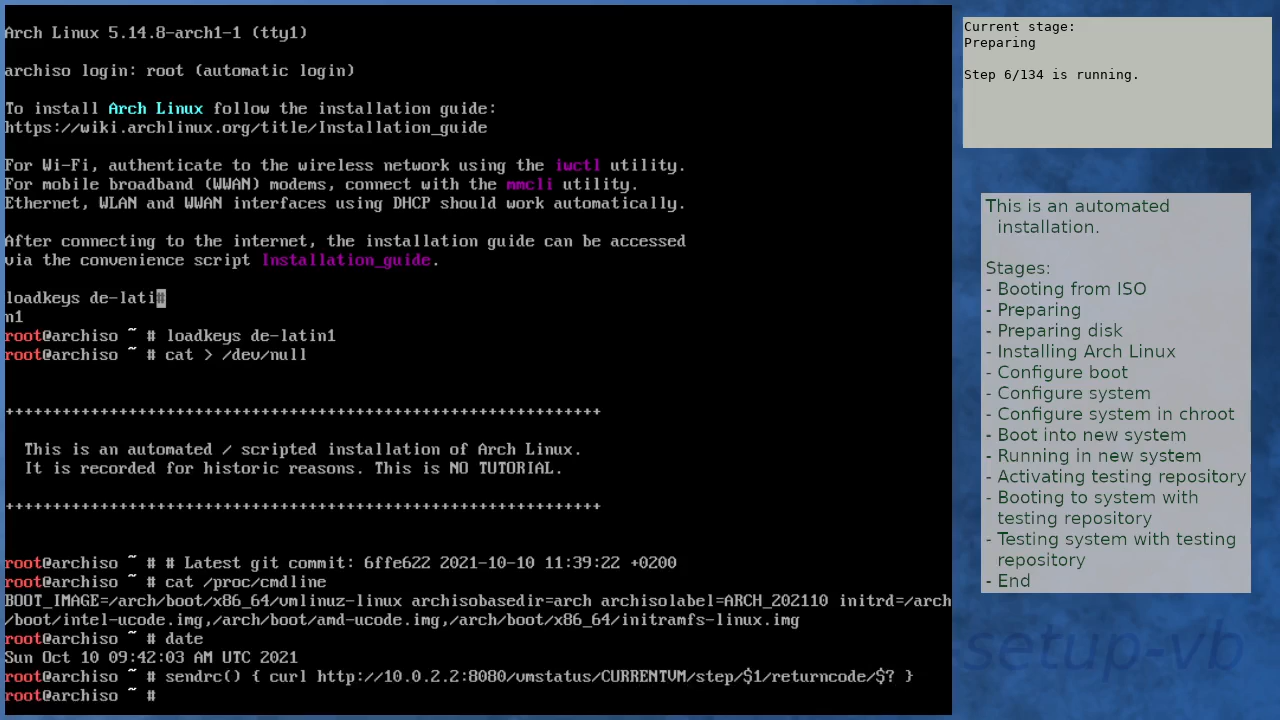 Arch Linux 5.14.8-arch1-1 (tty1)
archiso login: root (automatic login)
To install Arch Linux follow the installation guide:
https://wiki.archlinux.org/title/Installation_guide
For Wi-Fi, authenticate to the wireless network using the iwctl utility.
For mobile broadband (WWAN) modems, connect with the mmcli utility.
Ethernet, WLAN and WWAN interfaces using DHCP should work automatically.
After connecting to the internet, the installation guide can be accessed
via the convenience script Installation_guide.
loadkeys de-lati#
n1
root@archiso ~ # loadkeys de-latin1
root@archiso ~ # cat > /dev/null
+++++++++++++++++++++++++++++++++++++++++++++++++++++++++++++++
This is an automated / scripted installation of Arch Linux.
It is recorded for historic reasons. This is NO TUTORIAL.
+++++++++++++++++++++++++++++++++++++++++++++++++++++++++++++++
root@archiso ~ # # Latest git commit: 6ffe622 2021-10-10 11:39:22 +0200
root@archiso ~ # cat /proc/cmdline
BOOT_IMAGE=/arch/boot/x86_64/vmlinuz-linux archisobasedir=arch archisolabel=ARCH_202110 initrd=/arch
/boot/intel-ucode.img,/arch/boot/amd-ucode.img,/arch/boot/x86_64/initramfs-linux.img
root@archiso ~ # date
Sun Oct 10 09:42:03 AM UTC 2021
root@archiso ~ # sendrc() { curl http://10.0.2.2:8080/vmstatus/CURRENTVM/step/$1/returncode/$? }
root@archiso ~ #
Current stage:
Preparing
Step 6/134 is running.
This is an automated
installation.
Stages:
- Booting from ISO
- Preparing
- Preparing disk
- Installing Arch Linux
- Configure boot
- Configure system
- Configure system in chroot
- Boot into new system
- Running in new system
- Activating testing repository
- Booting to system with
testing repository
- Testing system with testing
repository
- End
setup-vb